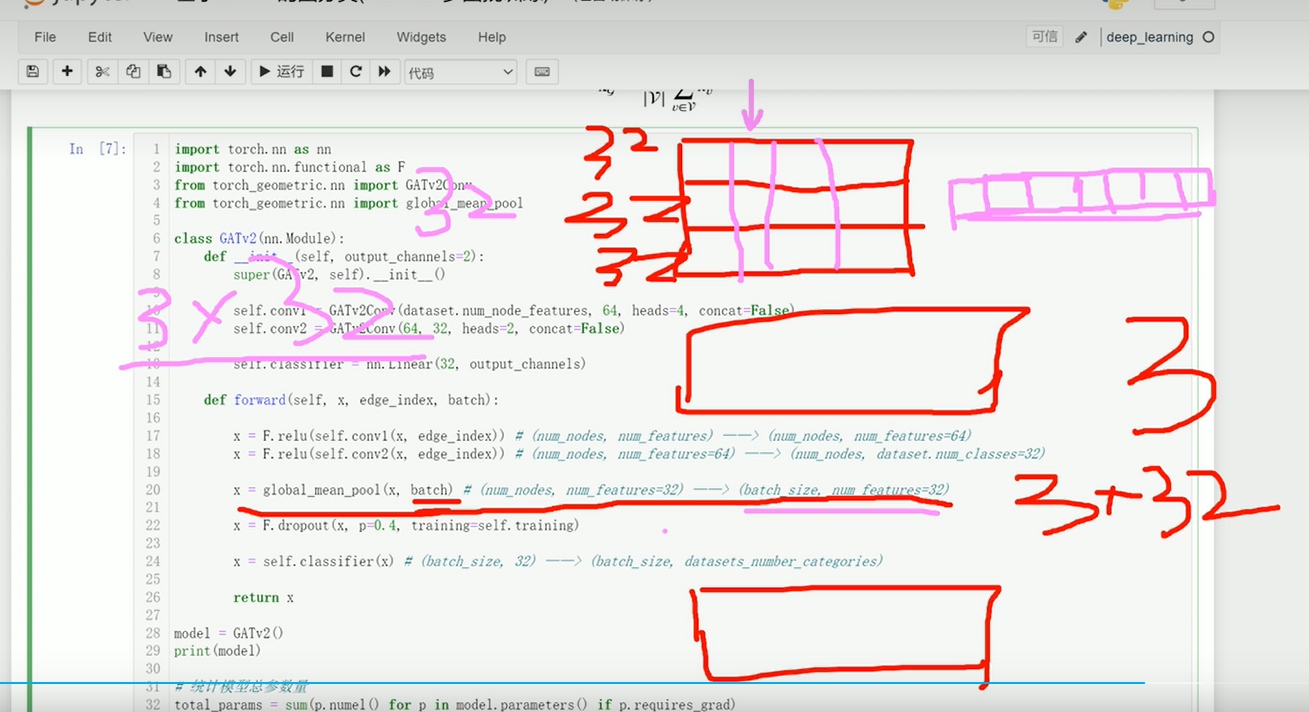 File Edit View Insert Cell Kernel Widgets Help 可信 deep_learning
运行 代码
|V| ∑
v∈V
In [7]:
1 import torch.nn as nn
2 import torch.nn.functional as F
3 from torch_geometric.nn import GATv2Conv
4 from torch_geometric.nn import global_mean_pool
5
6 class GATv2(nn.Module):
7 def __init__(self, output_channels=2):
8 super(GATv2, self).__init__()
9
10 self.conv1 = GATv2Conv(dataset.num_node_features, 64, heads=4, concat=False)
11 self.conv2 = GATv2Conv(64, 32, heads=2, concat=False)
12
13 self.classifier = nn.Linear(32, output_channels)
14
15 def forward(self, x, edge_index, batch):
16
17 x = F.relu(self.conv1(x, edge_index)) # (num_nodes, num_features) ——> (num_nodes, num_features=64)
18 x = F.relu(self.conv2(x, edge_index)) # (num_nodes, num_features=64) ——> (num_nodes, dataset.num_classes=32)
19
20 x = global_mean_pool(x, batch) # (num_nodes, num_features=32) ——> (batch_size, num_features=32)
21
22 x = F.dropout(x, p=0.4, training=self.training)
23
24 x = self.classifier(x) # (batch_size, 32) ——> (batch_size, datasets_number_categories)
25
26 return x
27
28 model = GATv2()
29 print(model)
30
31 # 统计模型总参数量
32 total_params = sum(p.numel() for p in model.parameters() if p.requires_grad)
32
32
32
32
3×32
3
3+32